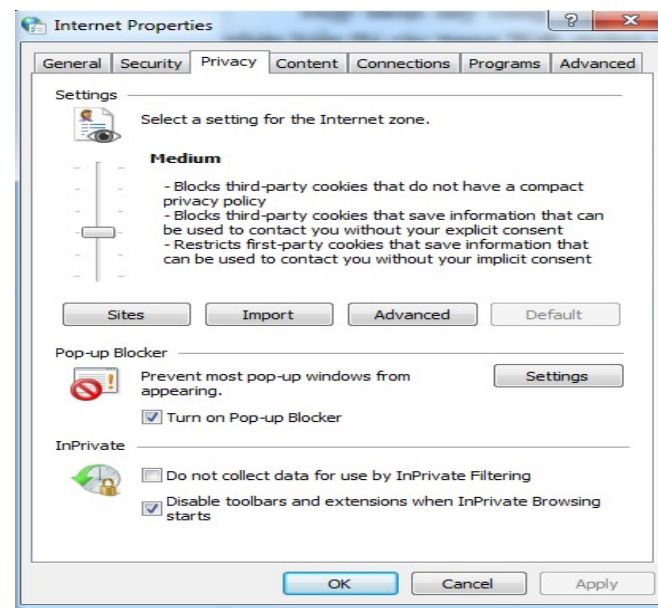 Internet Properties
General Security Privacy Content Connections Programs Advanced
Settings
Select a setting for the Internet zone.
Medium
- Blocks third-party cookies that do not have a compact
privacy policy
- Blocks third-party cookies that save information that can
be used to contact you without your explicit consent
- Restricts first-party cookies that save information that
can be used to contact you without your implicit consent
Sites Import Advanced Default
Pop-up Blocker
Prevent most pop-up windows from
appearing.
Settings
Turn on Pop-up Blocker
InPrivate
Do not collect data for use by InPrivate Filtering
Disable toolbars and extensions when InPrivate Browsing
starts
OK Cancel Apply